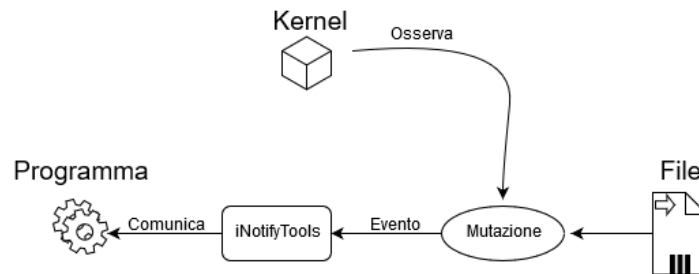 Kernel
Osserva
Programma
File
Comunica
iNotifyTools
Evento
Mutazione